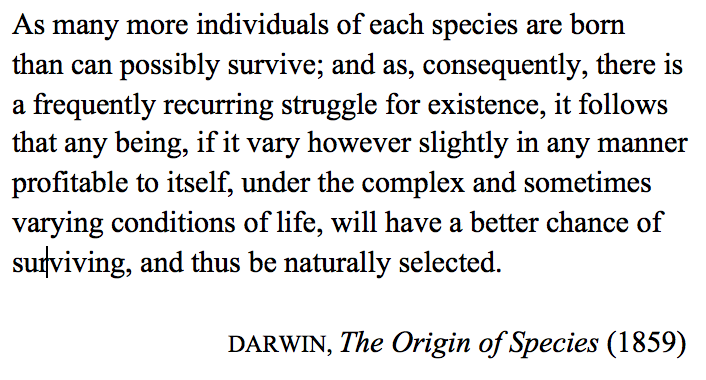 As many more individuals of each species are born
than can possibly survive; and as, consequently, there is
a frequently recurring struggle for existence, it follows
that any being, if it vary however slightly in any manner
profitable to itself, under the complex and sometimes
varying conditions of life, will have a better chance of
surviving, and thus be naturally selected.
DARWIN, The Origin of Species (1859)